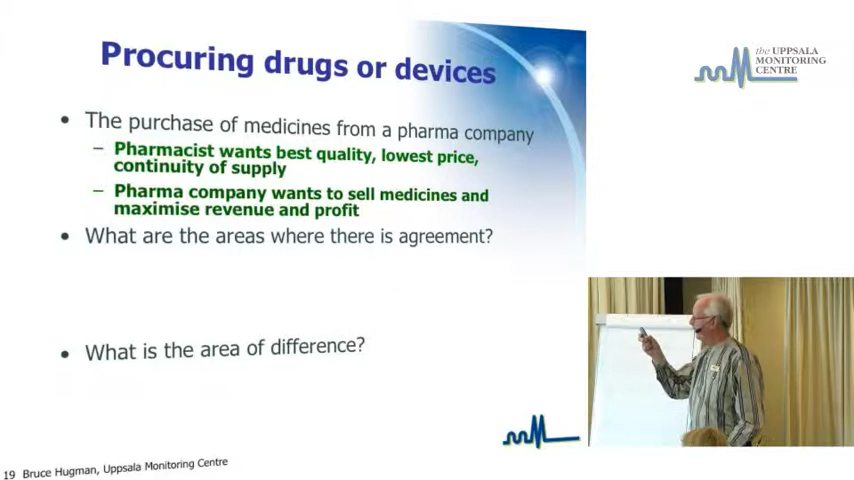 Procuring drugs or devices
the UPPSALA
MONITORING
CENTRE
• The purchase of medicines from a pharma company
– Pharmacist wants best quality, lowest price,
continuity of supply
– Pharma company wants to sell medicines and
maximise revenue and profit
• What are the areas where there is agreement?
• What is the area of difference?
19 Bruce Hugman, Uppsala Monitoring Centre